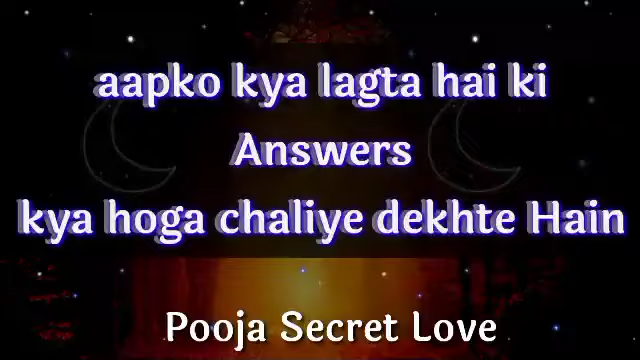 aapko kya lagta hai ki
Answers
kya hoga chaliye dekhte Hain
Pooja Secret Love